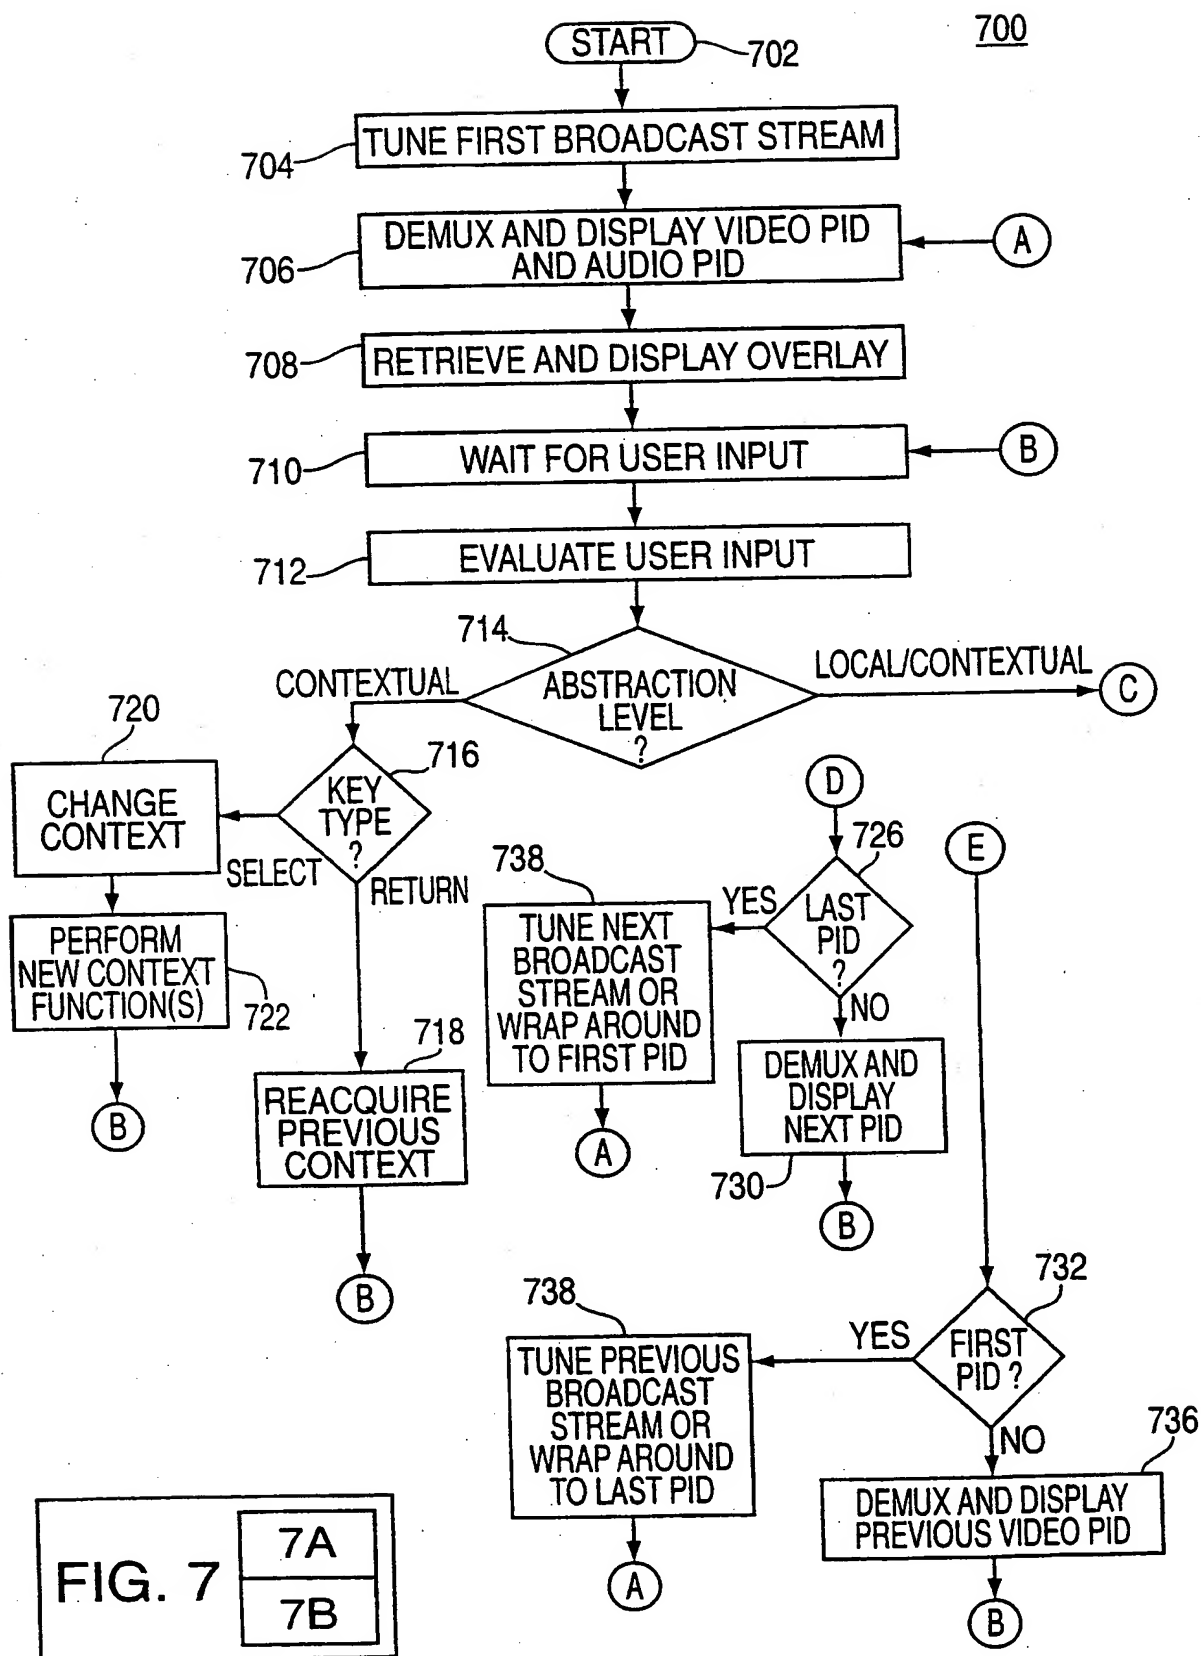 700
START
702
704
TUNE FIRST BROADCAST STREAM
706
DEMUX AND DISPLAY VIDEO PID
AND AUDIO PID
A
708
RETRIEVE AND DISPLAY OVERLAY
710
WAIT FOR USER INPUT
B
712
EVALUATE USER INPUT
714
ABSTRACTION
LEVEL
?
CONTEXTUAL
LOCAL/CONTEXTUAL
C
720
CHANGE
CONTEXT
716
KEY
TYPE
?
SELECT
RETURN
PERFORM
NEW CONTEXT
FUNCTION(S)
722
B
718
REACQUIRE
PREVIOUS
CONTEXT
B
D
726
LAST
PID
?
YES
NO
738
TUNE NEXT
BROADCAST
STREAM OR
WRAP AROUND
TO FIRST PID
A
DEMUX AND
DISPLAY
NEXT PID
730
B
E
732
FIRST
PID ?
YES
NO
738
TUNE PREVIOUS
BROADCAST
STREAM OR
WRAP AROUND
TO LAST PID
A
736
DEMUX AND DISPLAY
PREVIOUS VIDEO PID
B
FIG. 7
7A
7B